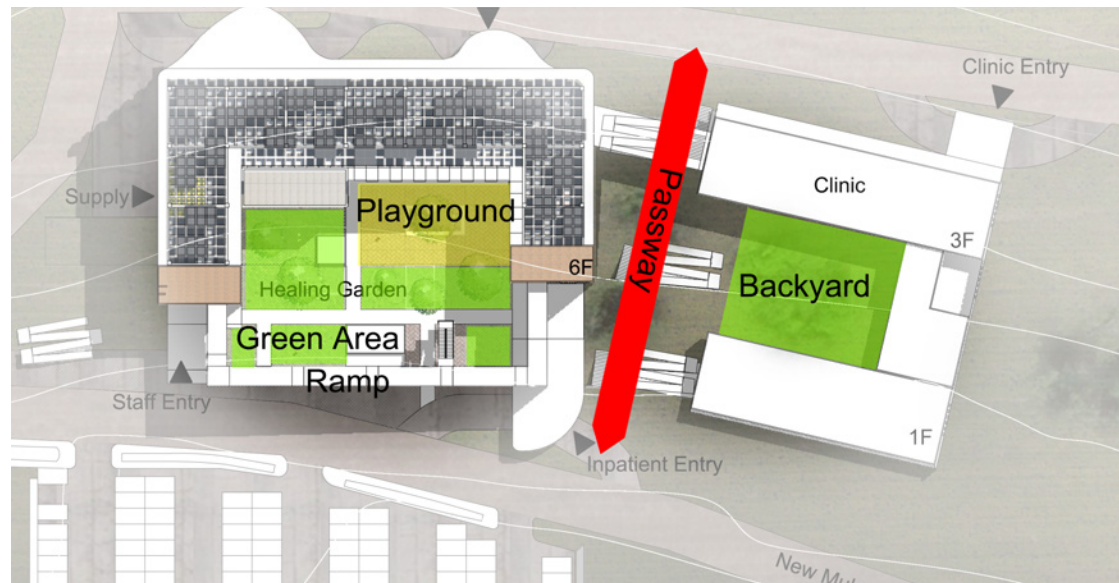 Clinic Entry
Supply
Playground
Passway
Clinic
3F
6F
Healing Garden
Backyard
Green Area
Ramp
Staff Entry
1F
Inpatient Entry
New